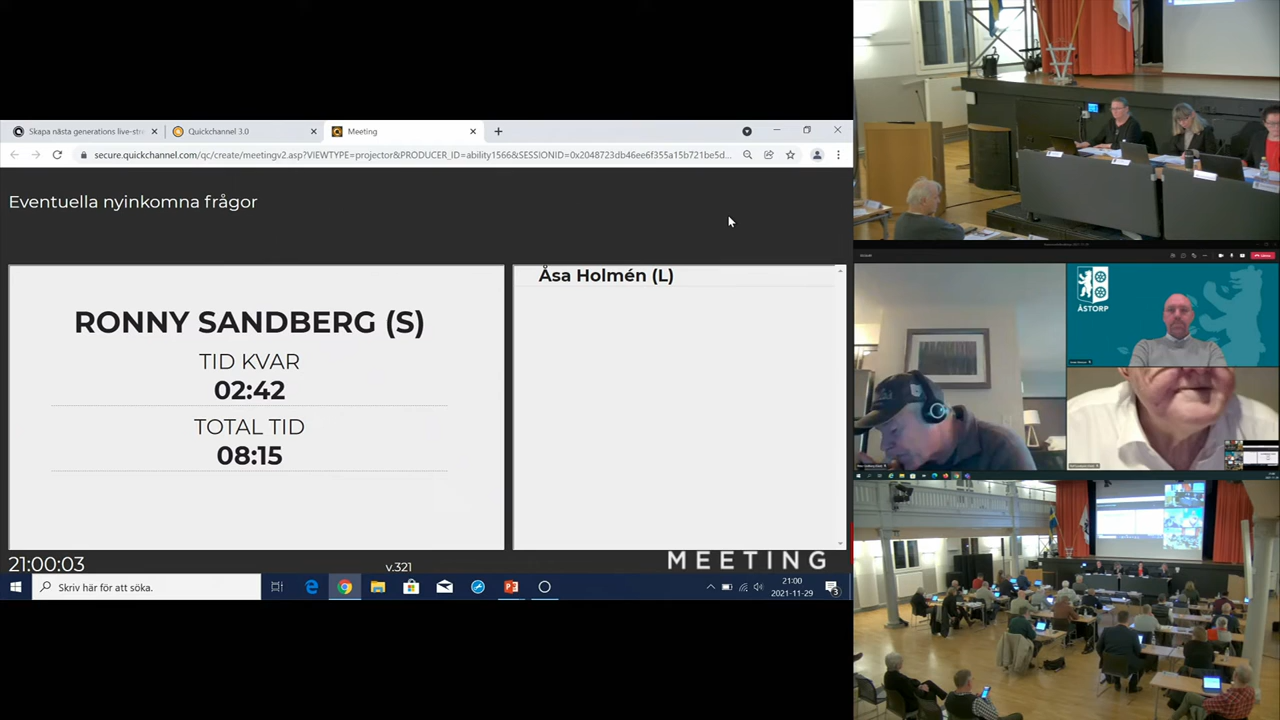 Skapa nästa generations live-stre
Quickchannel 3.0
Meeting
secure.quickchannel.com/qc/create/meetingv2.asp?VIEWTYPE=projector&PRODUCER_ID=ability1566&SESSIONID=0x2048723db46ee6f355a15b721be5d...
Eventuella nyinkomna frågor
RONNY SANDBERG (S)
TID KVAR
02:42
TOTAL TID
08:15
Åsa Holmén (L)
21:00:03
v.321
MEETING
Skriv här för att söka.
21:00
2021-11-29
3
ÅSTORP